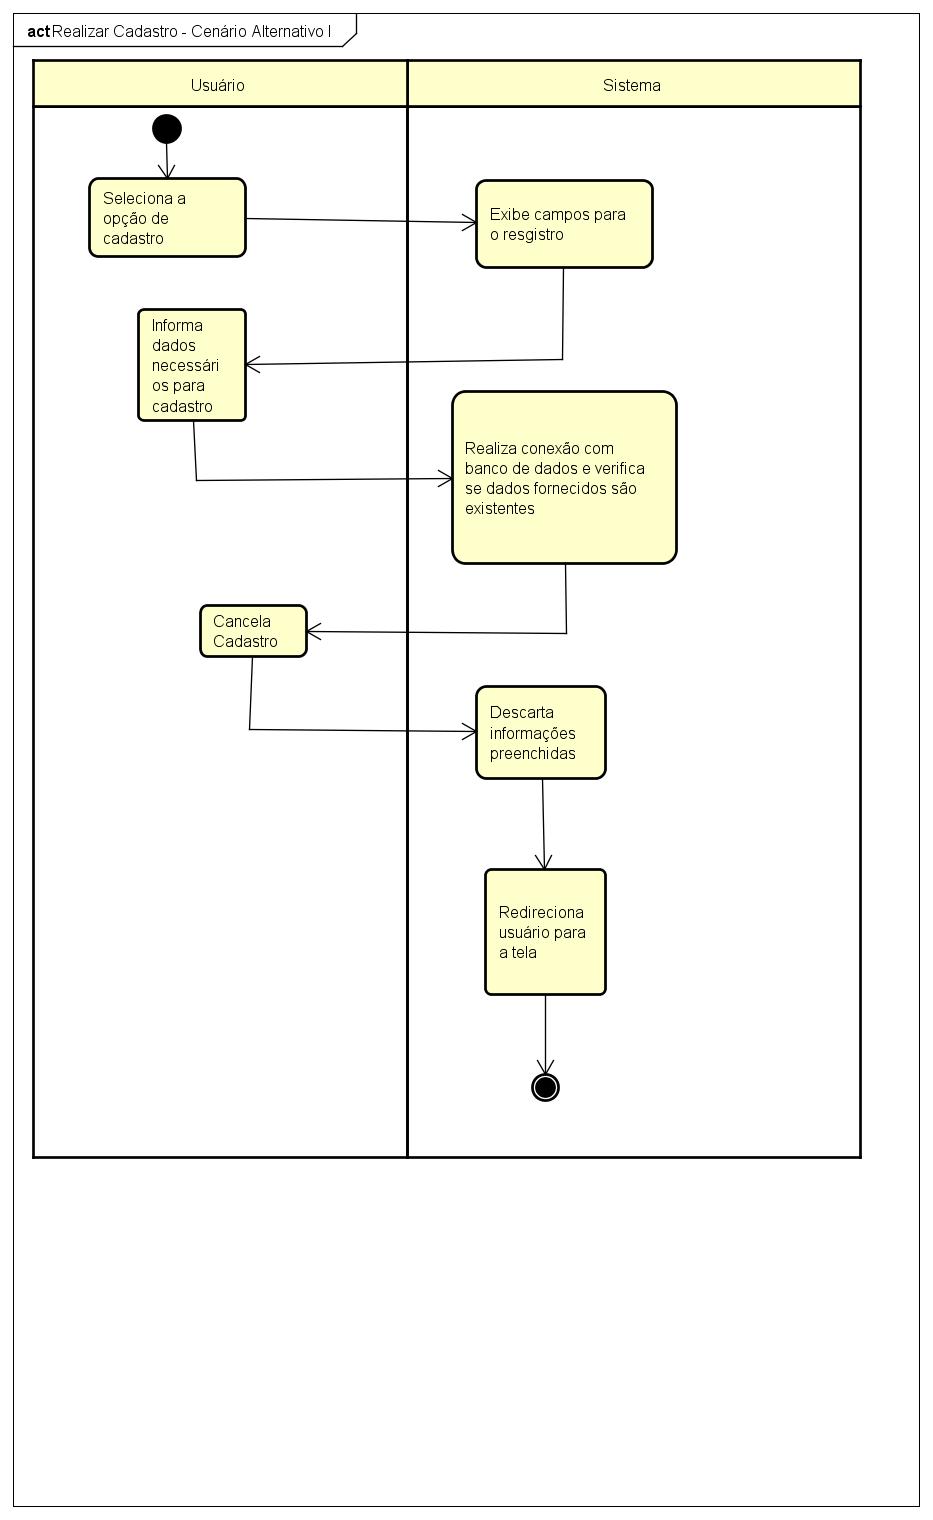 act Realizar Cadastro - Cenário Alternativo I
Usuário
Sistema
Seleciona a
opção de
cadastro
Exibe campos para
o resgistro
Informa
dados
necessári
os para
cadastro
Realiza conexão com
banco de dados e verifica
se dados fornecidos são
existentes
Cancela
Cadastro
Descarta
informações
preenchidas
Redireciona
usuário para
a tela